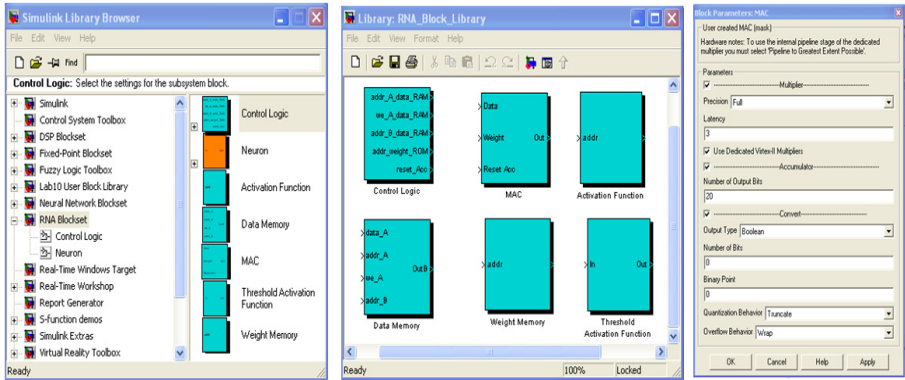 Simulink Library Browser
File Edit View Help
Find
Control Logic: Select the settings for the subsystem block.
Simulink
Control System Toolbox
DSP Blockset
Fixed-Point Blockset
Fuzzy Logic Toolbox
Lab10 User Block Library
Neural Network Blockset
RNA Blockset
Control Logic
Neuron
Real-Time Windows Target
Real-Time Workshop
Report Generator
S-function demos
Simulink Extras
Virtual Reality Toolbox
Control Logic
Neuron
Activation Function
Data Memory
MAC
Threshold Activation
Function
Weight Memory
Ready
Library: RNA_Block_Library
File Edit View Format Help
addr_A_data_RAM
we_A_data_RAM
addr_B_data_RAM
addr_weight_ROM
reset_Acc
Control Logic
Data
Weight Out
Reset Acc
MAC
addr
Activation Function
data_A
addr_A
OutB
we_A
addr_B
Data Memory
addr
Weight Memory
In Out
Threshold
Activation Function
Ready 100% Locked
Block Parameters: MAC
User created MAC (mask)
Hardware notes: To use the internal pipeline stage of the dedicated
multiplier you must select 'Pipeline to Greatest Extent Possible'.
Parameters
Multiplier
Precision Full
Latency
3
Use Dedicated Virtex-II Multipliers
Accumulator
Number of Output Bits
20
Convert
Output Type Boolean
Number of Bits
0
Binary Point
0
Quantization Behavior Truncate
Overflow Behavior Wrap
OK Cancel Help Apply